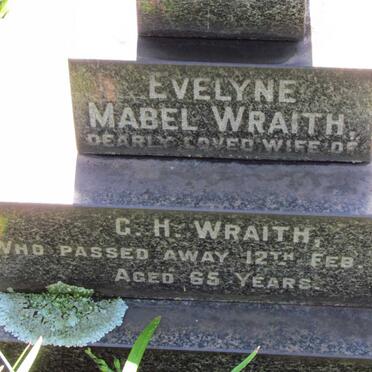 EVELYNE
MABEL WRAITH,
DEARLY LOVED WIFE OF
C. H. WRAITH,
WHO PASSED AWAY 12TH FEB.
AGED 65 YEARS.